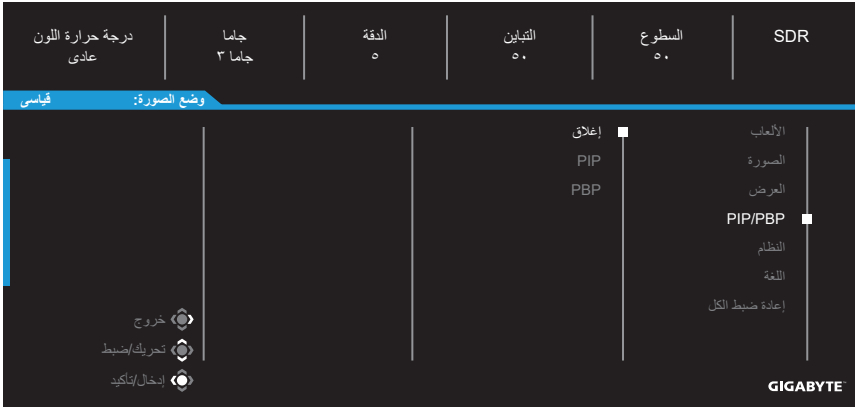 SDR
السطوع
٥٠
التباين
٥٠
الدقة
٥
جاما
جاما ٣
درجة حرارة اللون
عادى
وضع الصورة: قياسى
الألعاب
الصورة
العرض
PIP/PBP
النظام
اللغة
إعادة ضبط الكل
إغلاق
PIP
PBP
خروج
تحريك/ضبط
إدخال/تأكيد
GIGABYTE™